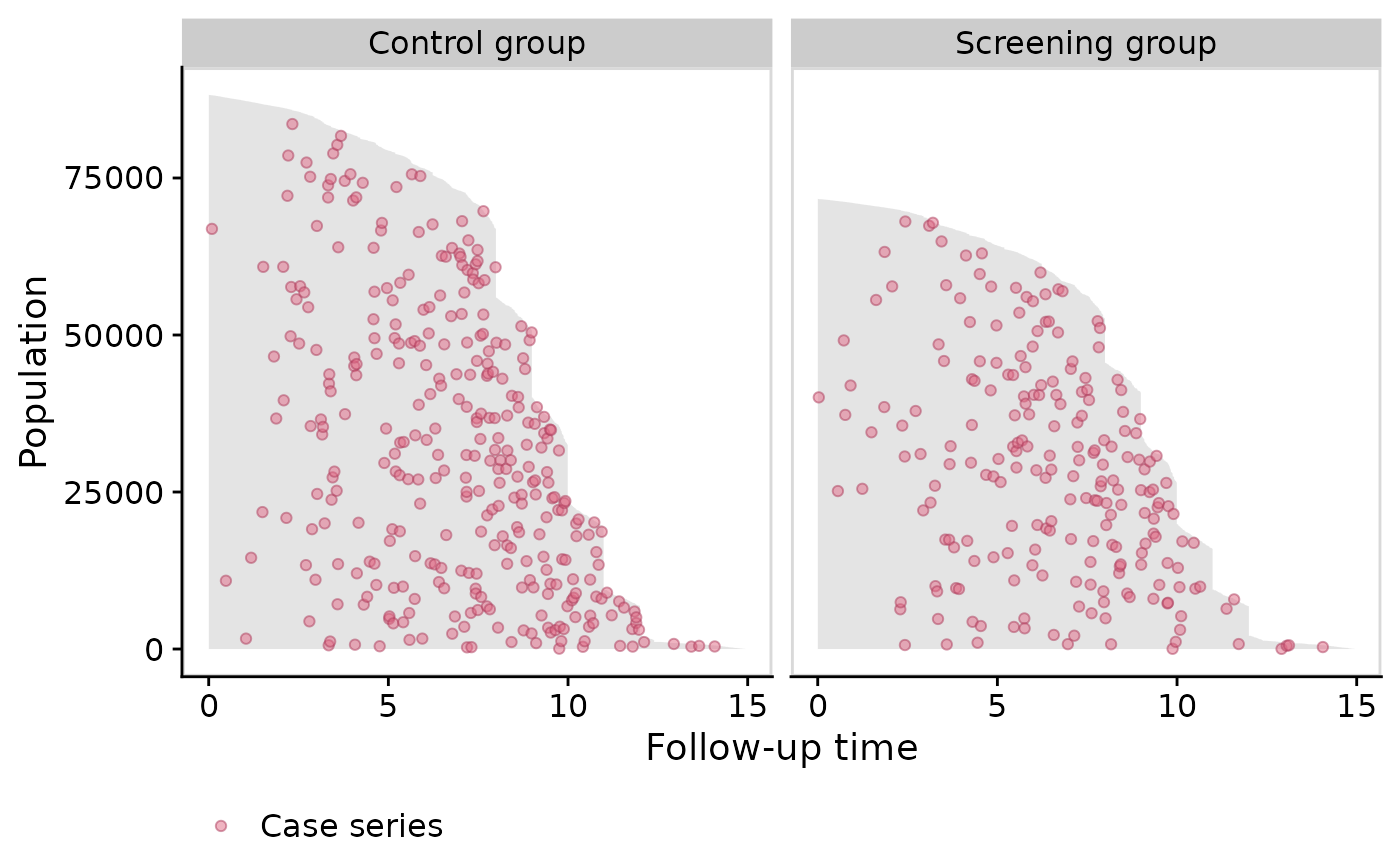 Control group
Screening group
Population
75000
50000
25000
0
0 5 10 15
0 5 10 15
Follow-up time
Case series